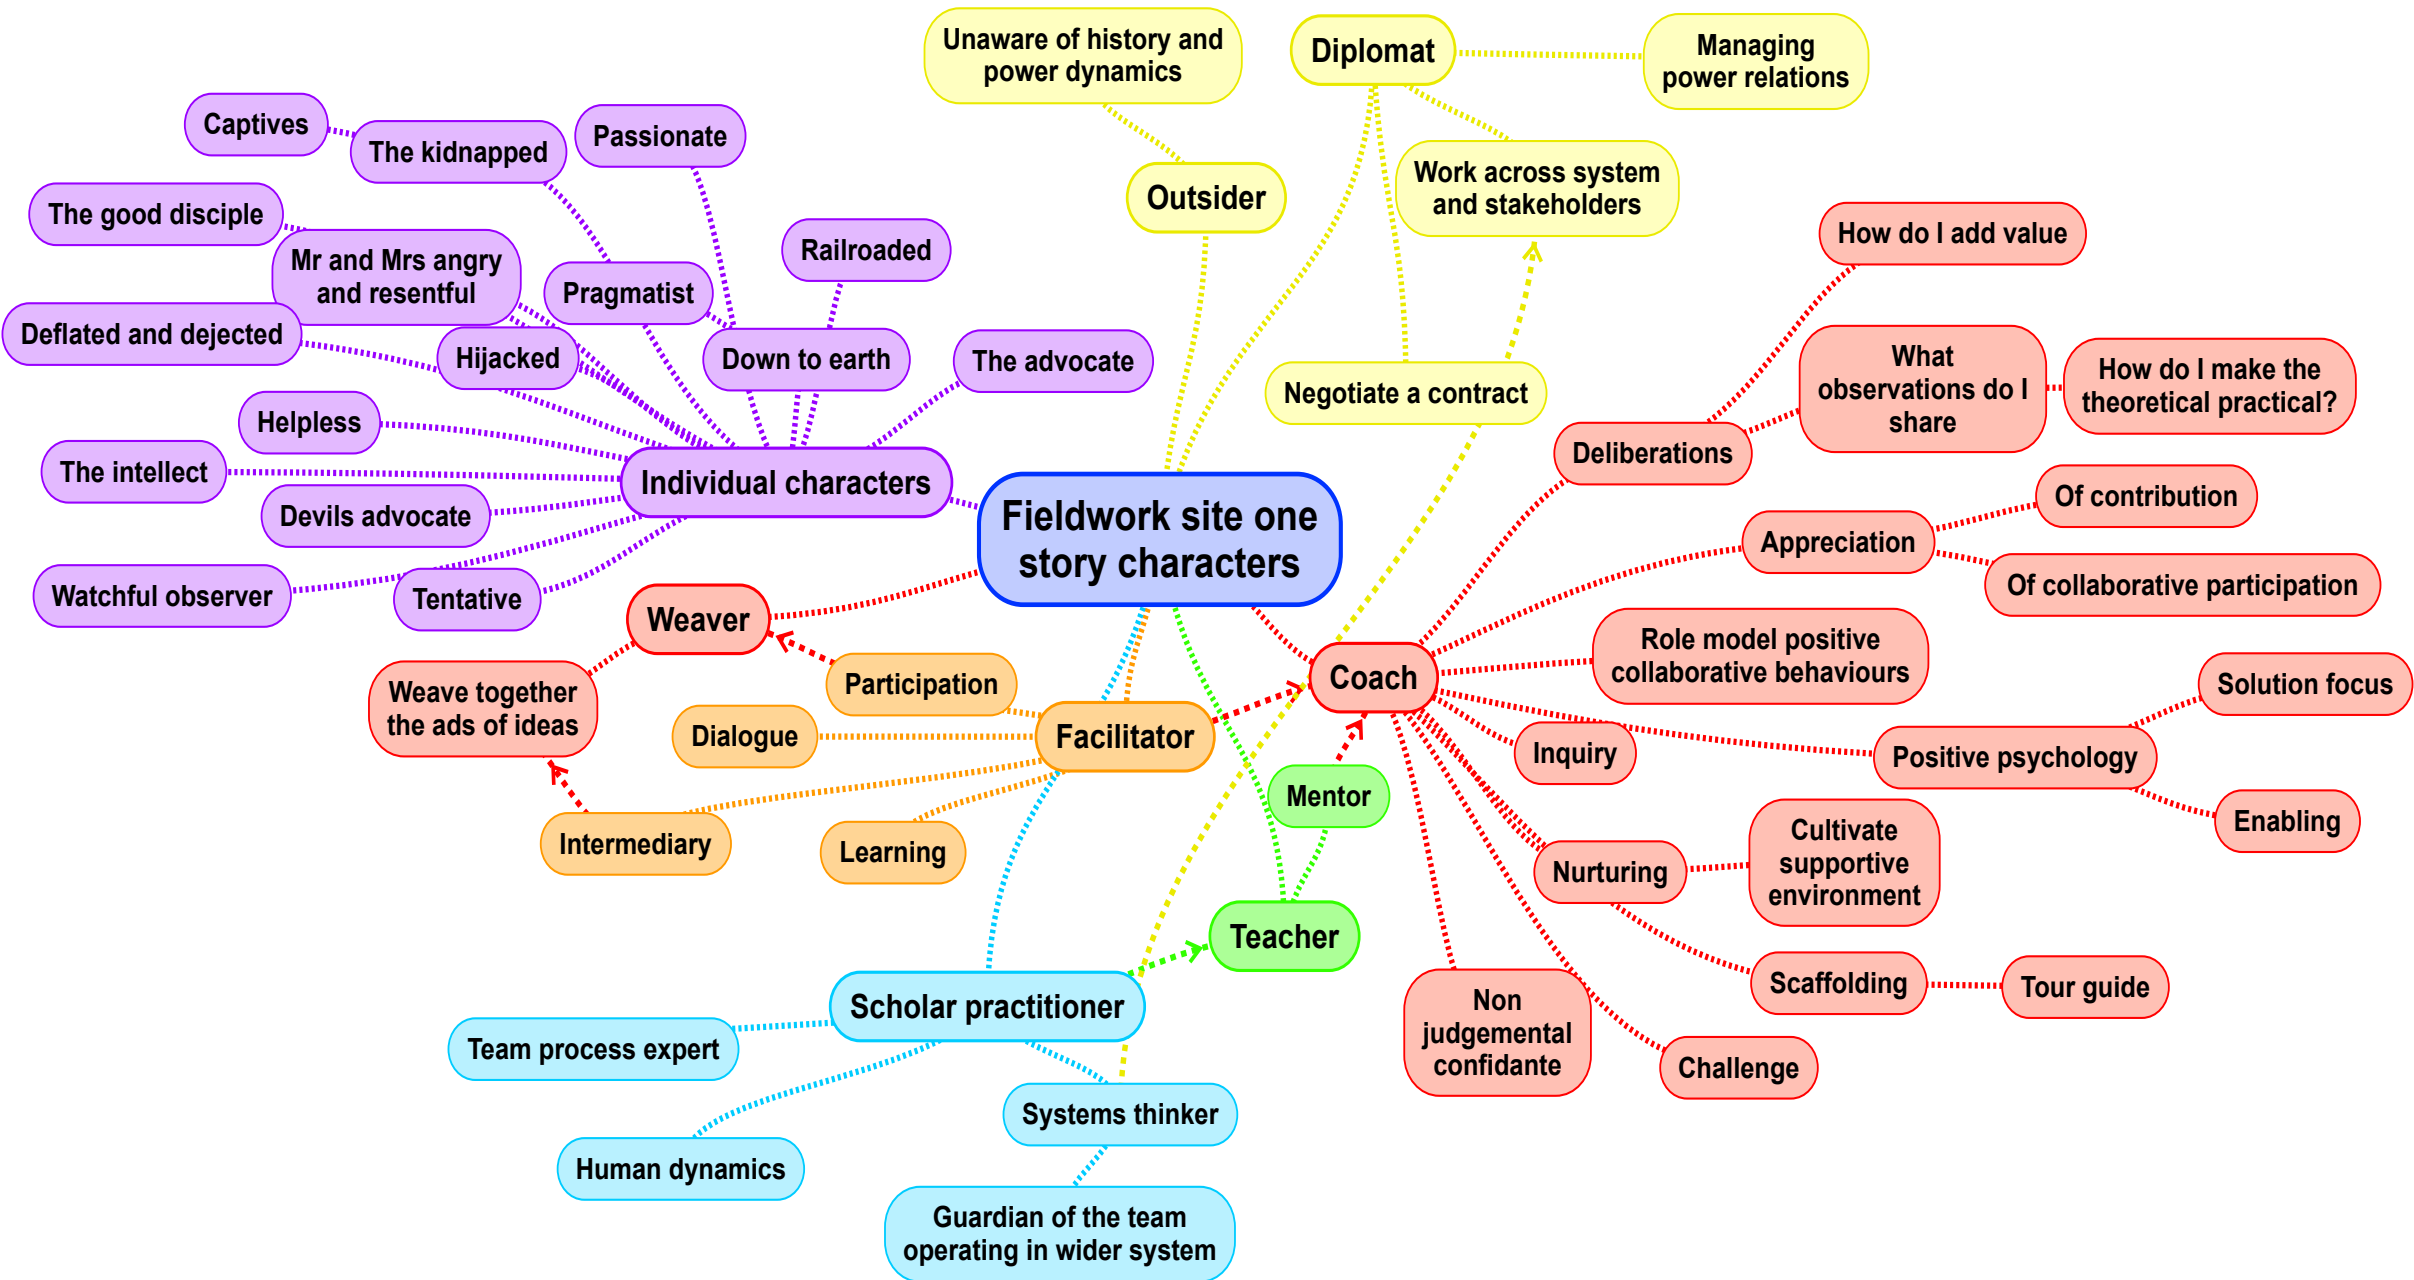 Unaware of history and
power dynamics
Diplomat
Managing
power relations
Captives
The kidnapped
Passionate
Work across system
and stakeholders
Outsider
The good disciple
How do I add value
Mr and Mrs angry
and resentful
Railroaded
Pragmatist
Deflated and dejected
Hijacked
Down to earth
The advocate
Negotiate a contract
What
observations do I
share
How do I make the
theoretical practical?
Helpless
Deliberations
The intellect
Individual characters
Of contribution
Devils advocate
Fieldwork site one
story characters
Appreciation
Of collaborative participation
Watchful observer
Tentative
Weaver
Role model positive
collaborative behaviours
Participation
Coach
Solution focus
Weave together
the ads of ideas
Dialogue
Facilitator
Inquiry
Positive psychology
Mentor
Enabling
Intermediary
Learning
Nurturing
Cultivate
supportive
environment
Teacher
Scholar practitioner
Non
judgemental
confidante
Scaffolding
Tour guide
Team process expert
Challenge
Systems thinker
Human dynamics
Guardian of the team
operating in wider system